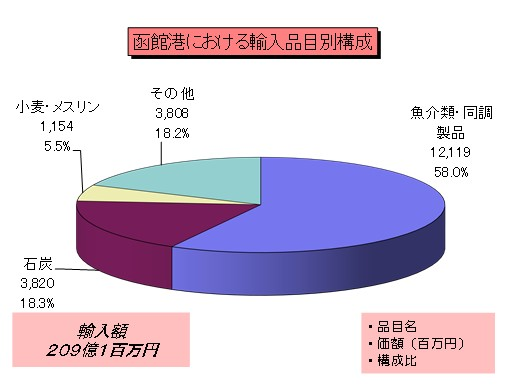 函館港における輸入品目別構成
その他
3,808
18.2%
小麦・メスリン
1,154
5.5%
魚介類・同調
製品
12,119
58.0%
石炭
3,820
18.3%
輸入額
209億1百万円
・品目名
・価額（百万円）
・構成比